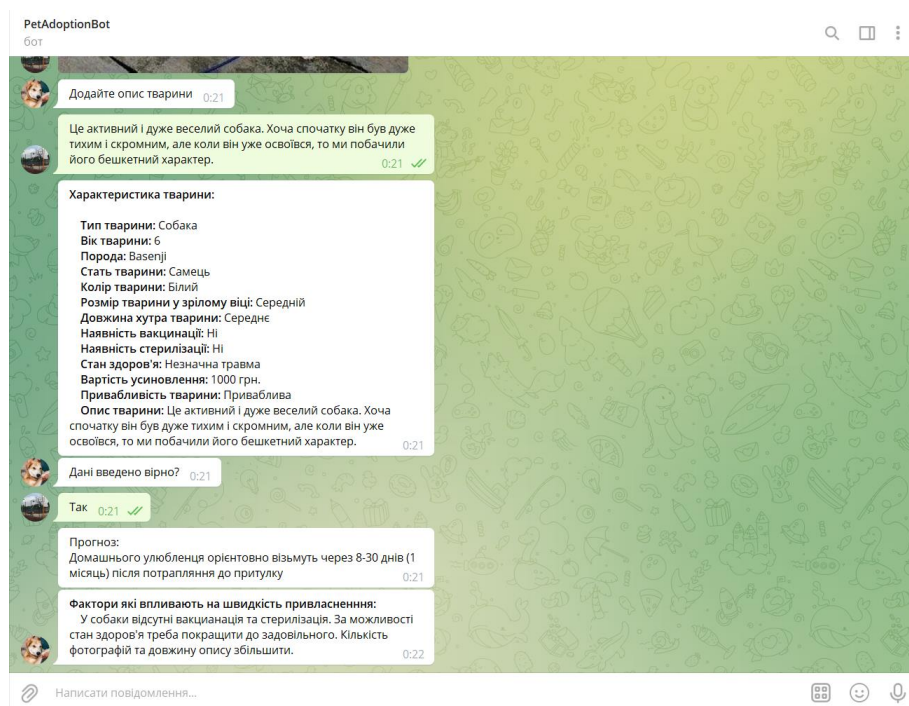 PetAdoptionBot
бот
Додайте опис тварини 0:21
Це активний і дуже веселий собака. Хоча спочатку він був дуже
тихим і скромним, але коли він уже освоївся, то ми побачили
його бешкетний характер. 0:21
Характеристика тварини:
Тип тварини: Собака
Вік тварини: 6
Порода: Basenji
Стать тварини: Самець
Колір тварини: Білий
Розмір тварини у зрілому віці: Середній
Довжина хутра тварини: Середнє
Наявність вакцинації: Ні
Наявність стерилізації: Ні
Стан здоров'я: Незначна травма
Вартість усиновлення: 1000 грн.
Привабливість тварини: Приваблива
Опис тварини: Це активний і дуже веселий собака. Хоча
спочатку він був дуже тихим і скромним, але коли він уже
освоївся, то ми побачили його бешкетний характер. 0:21
Дані введено вірно? 0:21
Так 0:21
Прогноз:
Домашнього улюбленця орієнтовно візьмуть через 8-30 днів (1
місяць) після потрапляння до притулку 0:21
Фактори які впливають на швидкість привласненння:
У собаки відсутні вакцианація та стерилізація. За можливості
стан здоров'я треба покращити до задовільного. Кількість
фотографій та довжину опису збільшити. 0:22
Написати повідомлення...